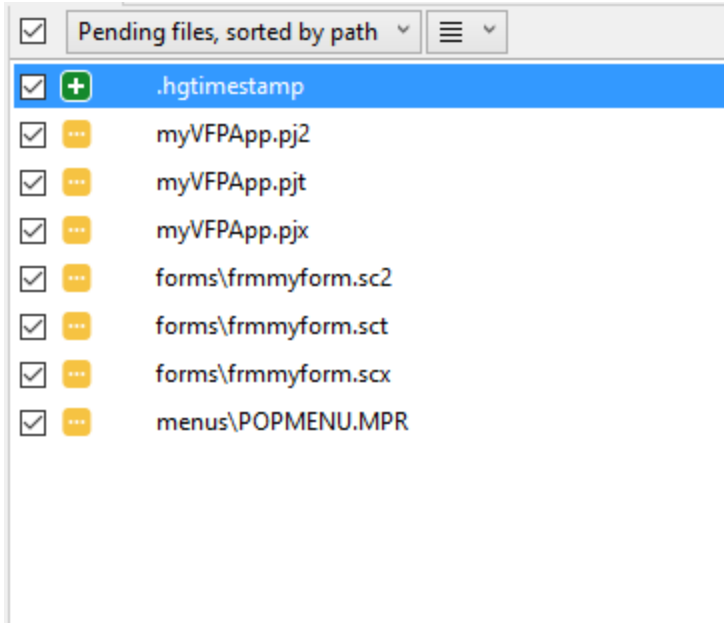 Pending files, sorted by path
.hgtimestamp
myVFPApp.pj2
myVFPApp.pjt
myVFPApp.pjx
forms\frmmyform.sc2
forms\frmmyform.sct
forms\frmmyform.scx
menus\POPMENU.MPR